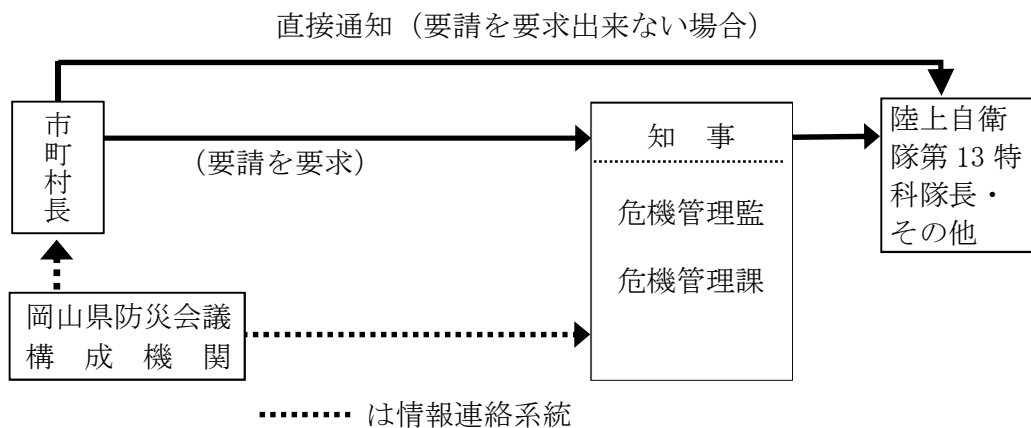 直接通知（要請を要求出来ない場合）
市町村長
（要請を要求）
知　事
危機管理監
危機管理課
陸上自衛
隊第 13 特
科隊長・
その他
岡山県防災会議
構　成　機　関
は情報連絡系統